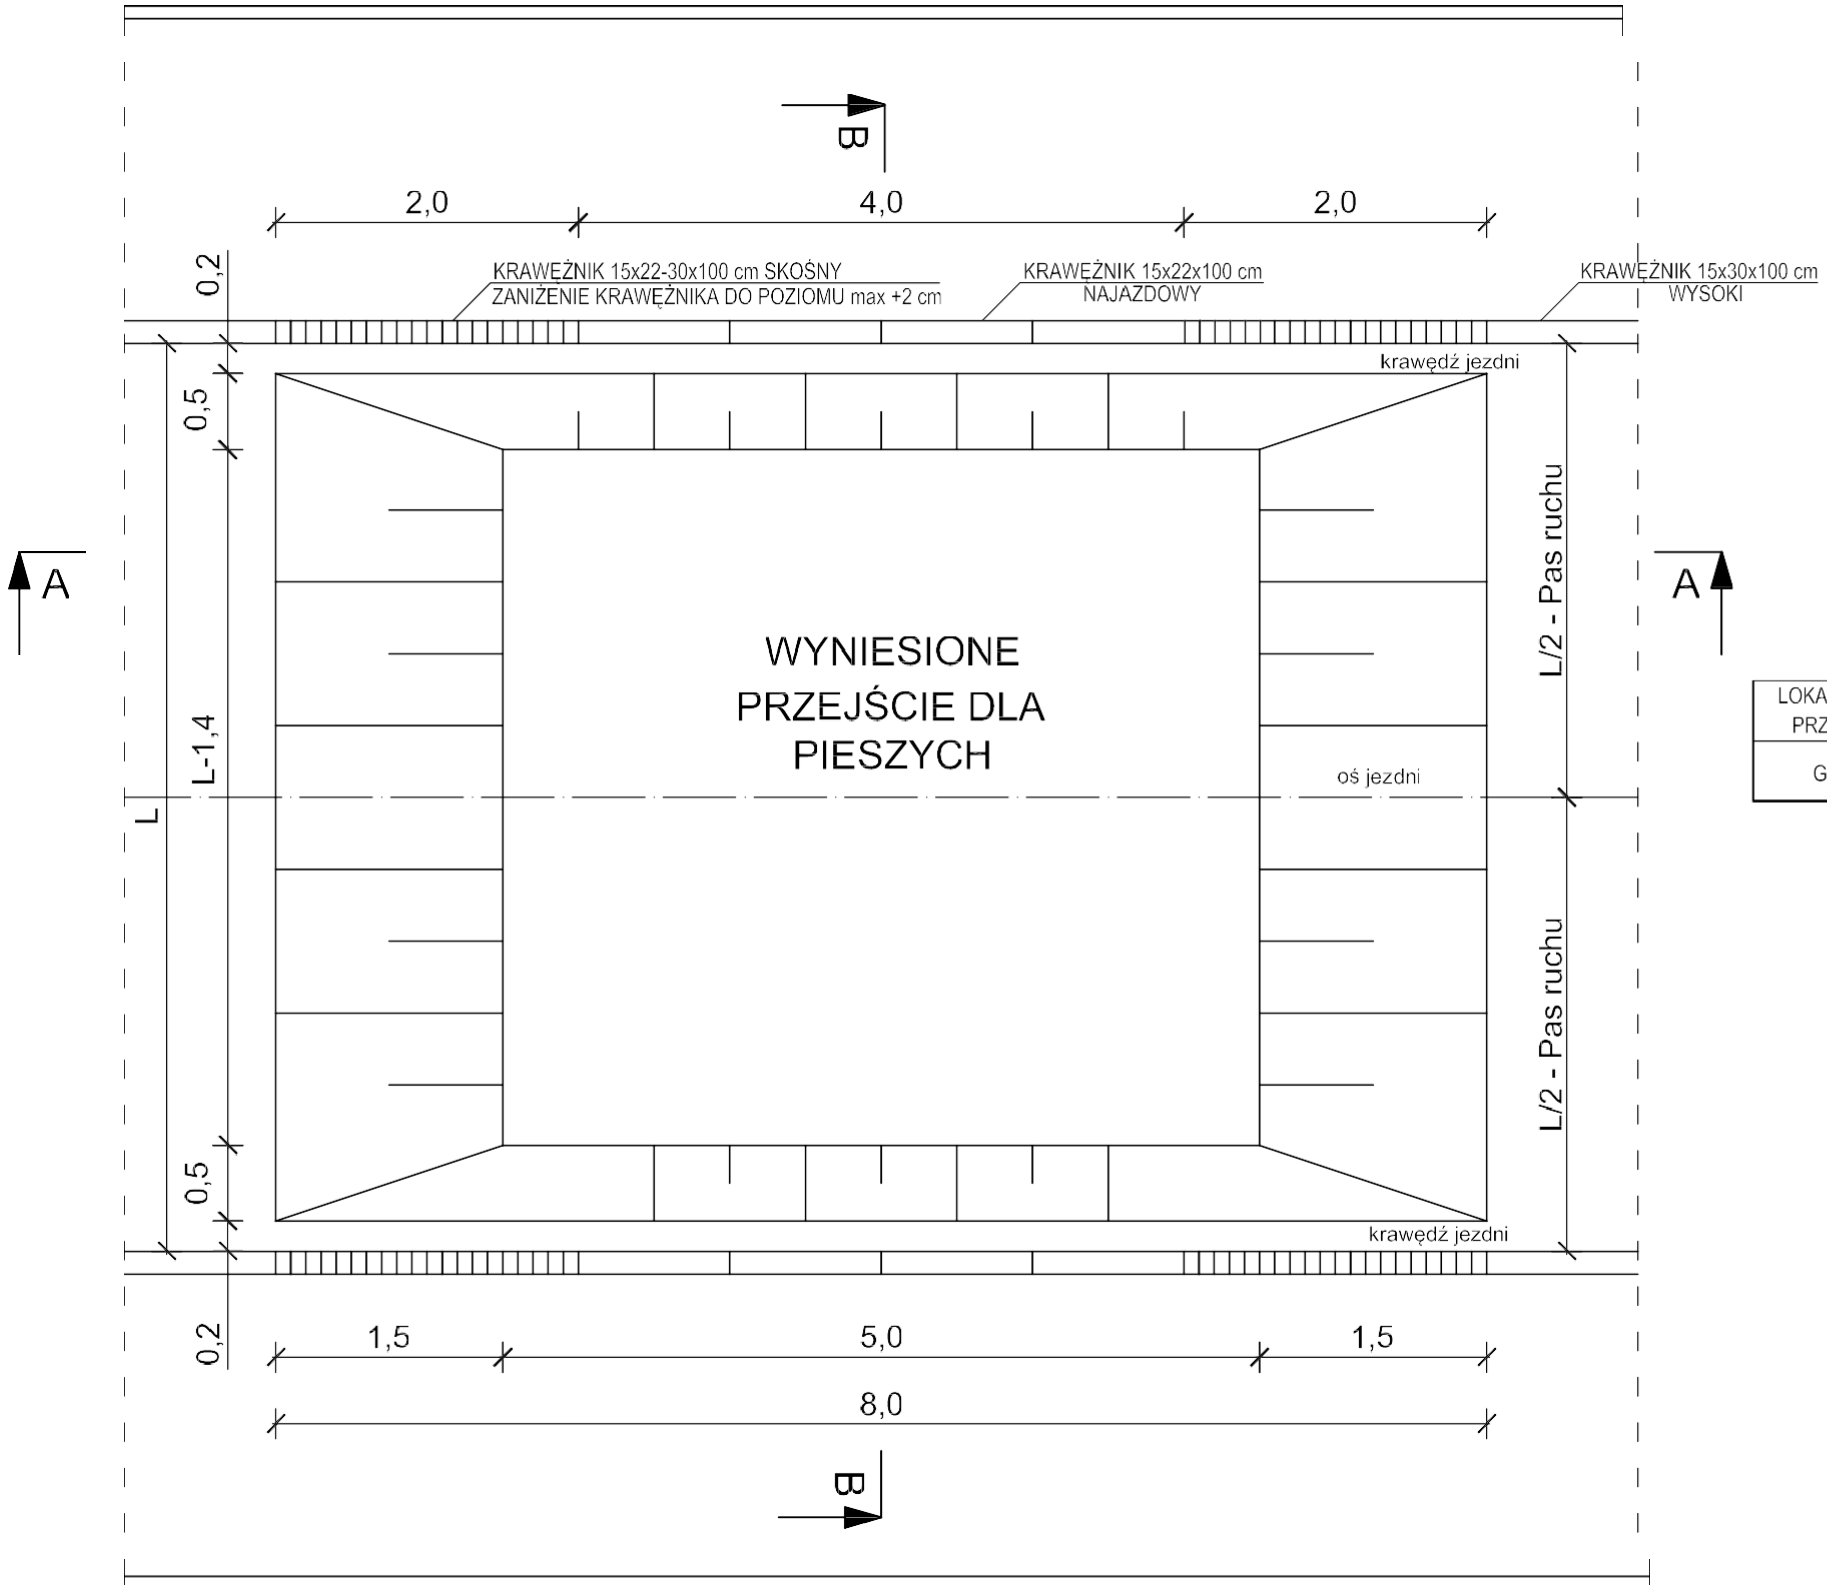 B
2,0
4,0
2,0
0,2
KRAWĘŻNIK 15x22-30x100 cm SKOŚNY
ZANIŻENIE KRAWĘŻNIKA DO POZIOMU max +2 cm
KRAWĘŻNIK 15x22x100 cm
NAJAZDOWY
KRAWĘŻNIK 15x30x100 cm
WYSOKI
krawędź jezdni
0,5
L/2 - Pas ruchu
A
A
WYNIESIONE
PRZEJŚCIE DLA
PIESZYCH
LOKA
PRZ
G
L-1,4
oś jezdni
L
L/2 - Pas ruchu
0,5
krawędź jezdni
0,2
1,5
5,0
1,5
8,0
B